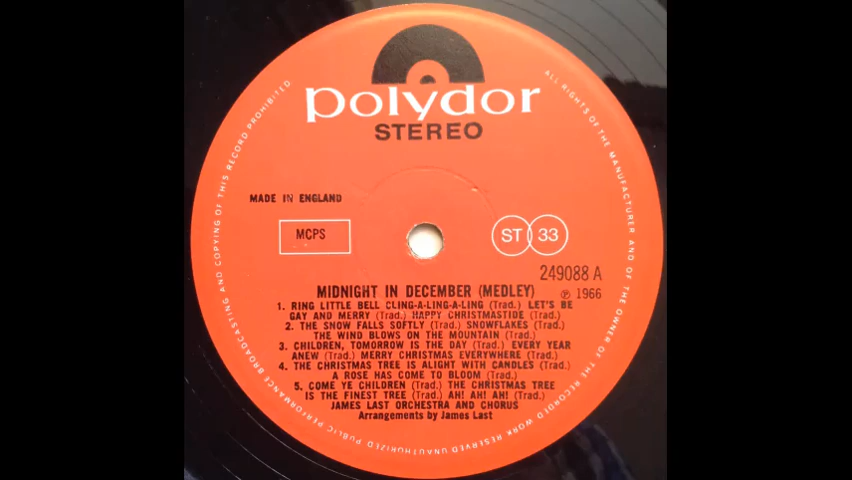 polydor
STEREO
MADE IN ENGLAND
MCPS
ST 33
249088 A
MIDNIGHT IN DECEMBER (MEDLEY)
℗ 1966
1. RING LITTLE BELL CLING-A-LING-A-LING (Trad.) LET'S BE
GAY AND MERRY (Trad.) HAPPY CHRISTMASTIDE (Trad.)
2. THE SNOW FALLS SOFTLY (Trad.) SNOWFLAKES (Trad.)
THE WIND BLOWS ON THE MOUNTAIN (Trad.)
3. CHILDREN, TOMORROW IS THE DAY (Trad.) EVERY YEAR
ANEW (Trad.) MERRY CHRISTMAS EVERYWHERE (Trad.)
4. THE CHRISTMAS TREE IS ALIGHT WITH CANDLES (Trad.)
A ROSE HAS COME TO BLOOM (Trad.)
5. COME YE CHILDREN (Trad.) THE CHRISTMAS TREE
IS THE FINEST TREE (Trad.) AH! AH! AH! (Trad.)
JAMES LAST ORCHESTRA AND CHORUS
Arrangements by James Last
ALL RIGHTS OF THE MANUFACTURER AND OF THE OWNER OF THE RECORDED WORK RESERVED UNAUTHORIZED PUBLIC PERFORMANCE BROADCASTING AND COPYING OF THIS RECORD PROHIBITED